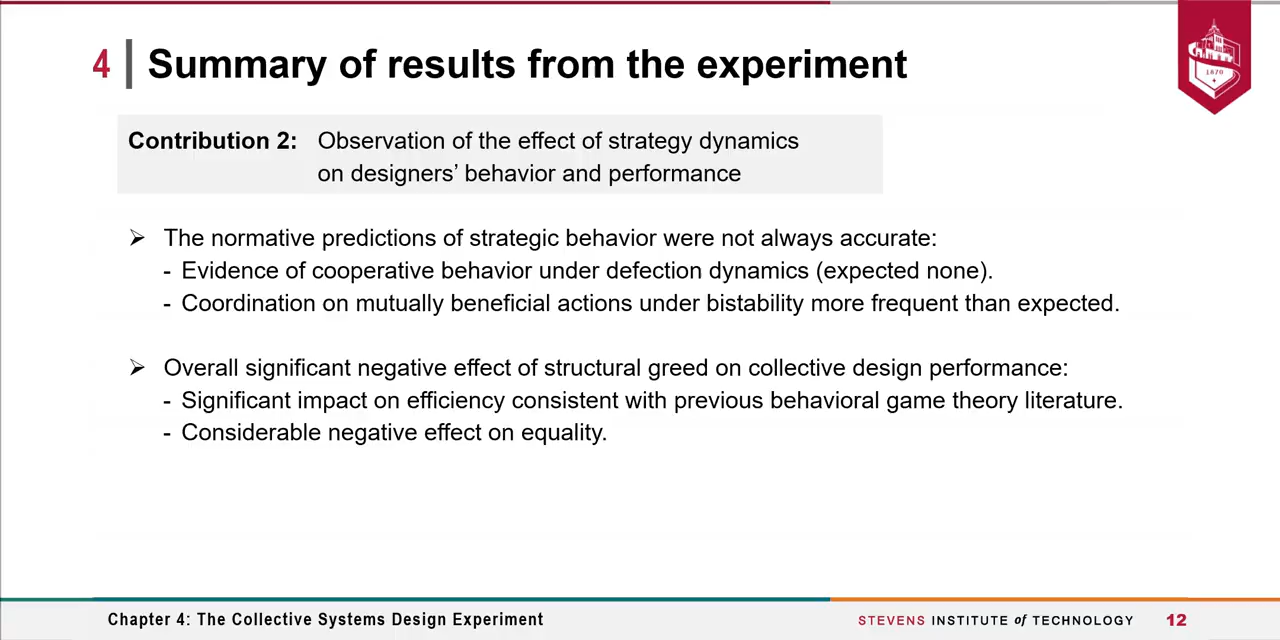 4 Summary of results from the experiment
1870
Contribution 2: Observation of the effect of strategy dynamics
on designers’ behavior and performance
➢ The normative predictions of strategic behavior were not always accurate:
- Evidence of cooperative behavior under defection dynamics (expected none).
- Coordination on mutually beneficial actions under bistability more frequent than expected.
➢ Overall significant negative effect of structural greed on collective design performance:
- Significant impact on efficiency consistent with previous behavioral game theory literature.
- Considerable negative effect on equality.
Chapter 4: The Collective Systems Design Experiment
STEVENS INSTITUTE of TECHNOLOGY 12